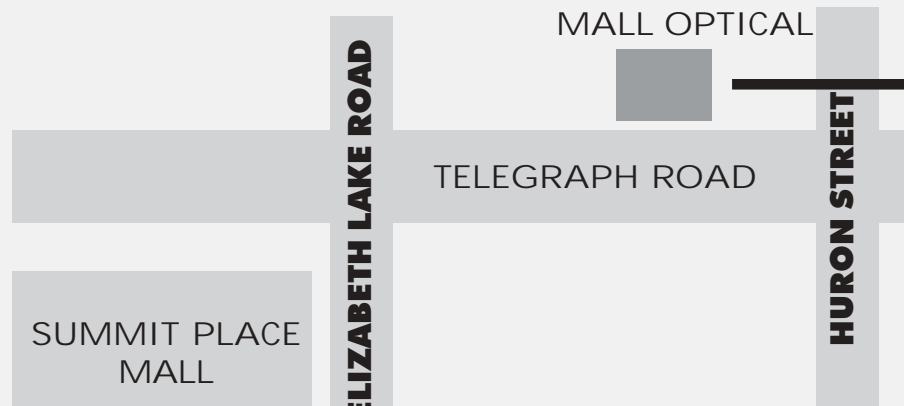 MALL OPTICAL
ELIZABETH LAKE ROAD
TELEGRAPH ROAD
HURON STREET
SUMMIT PLACE
MALL